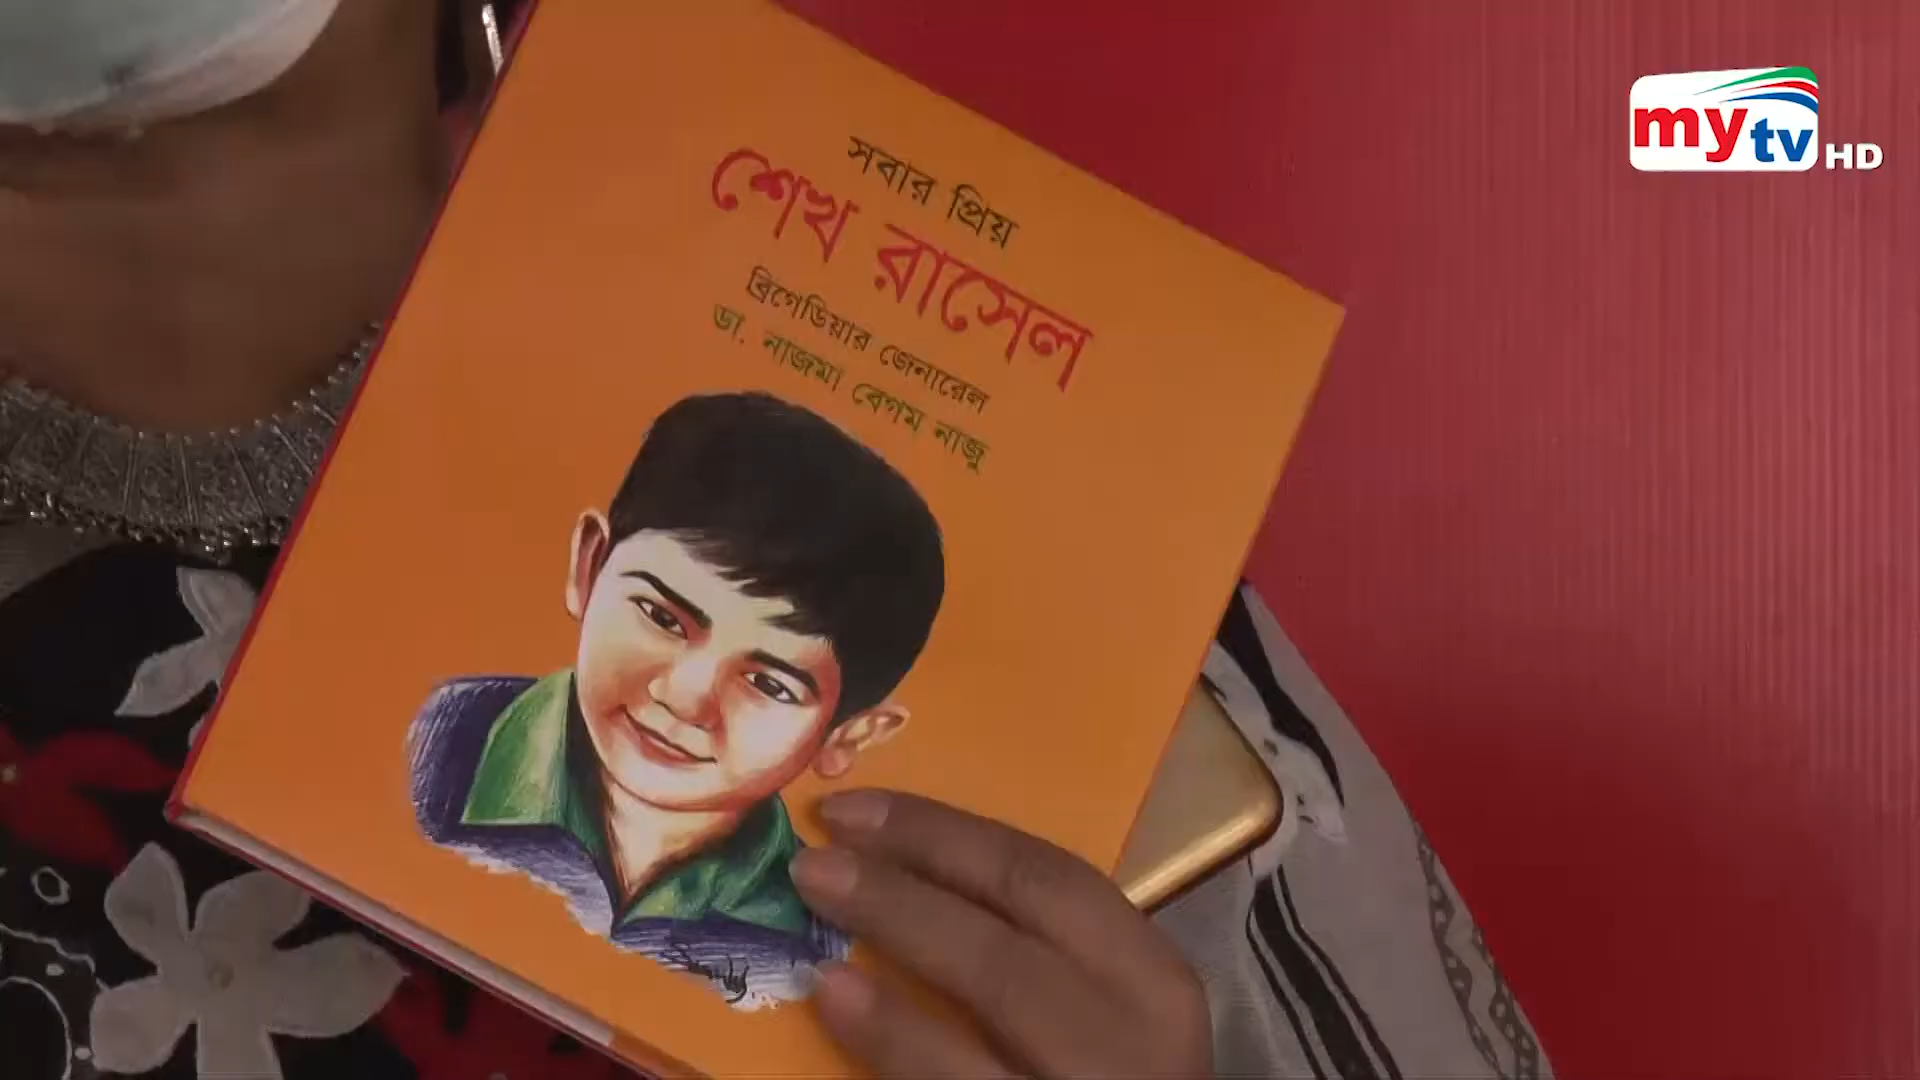 সবার প্রিয়
শেখ রাসেল
ব্রিগেডিয়ার জেনারেল
ডা. নাজমা বেগম নাজু
my tv HD